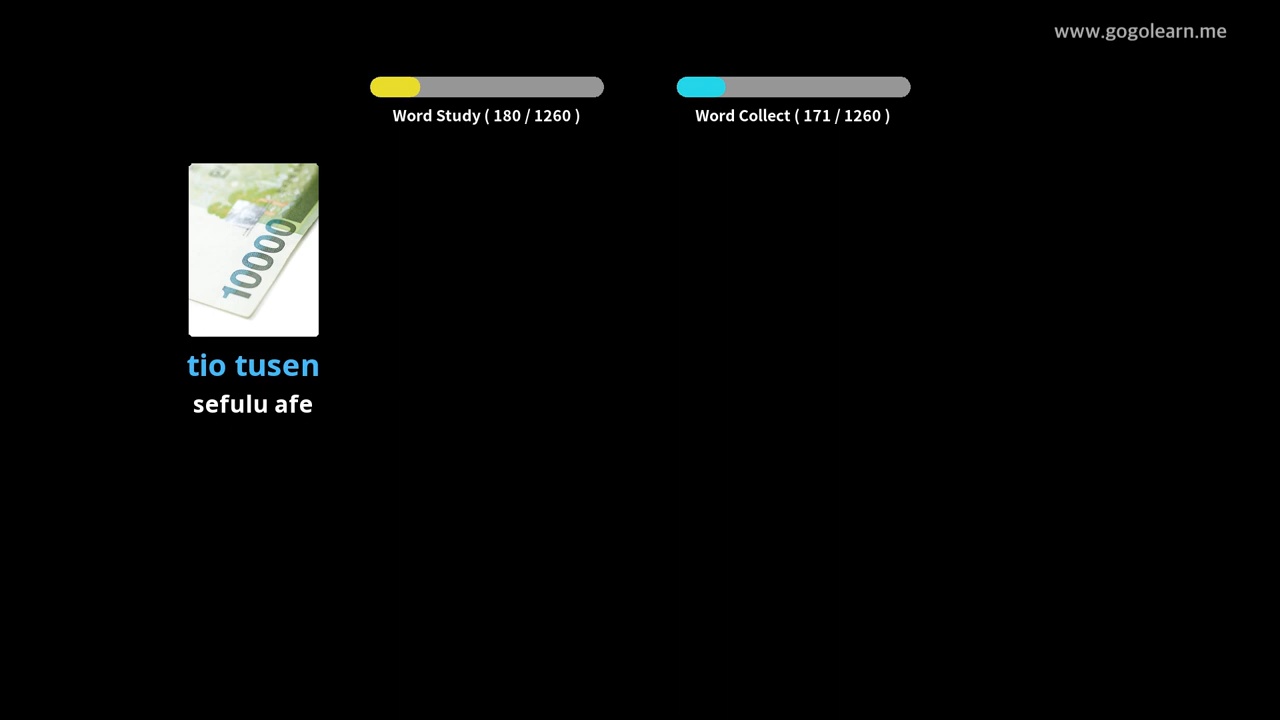 www.gogolearn.me
Word Study ( 180 / 1260 )
Word Collect ( 171 / 1260 )
10000
tio tusen
sefulu afe